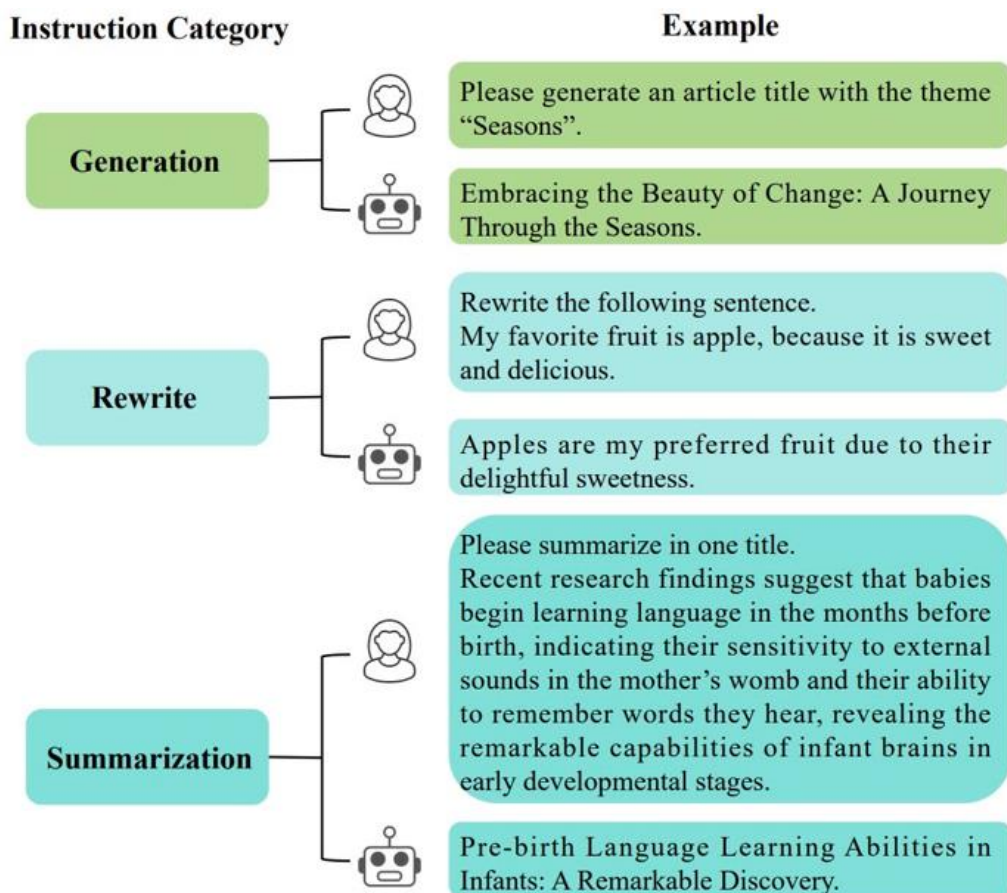 Instruction Category
Example
Generation
Please generate an article title with the theme
“Seasons”.
Embracing the Beauty of Change: A Journey
Through the Seasons.
Rewrite
Rewrite the following sentence.
My favorite fruit is apple, because it is sweet
and delicious.
Apples are my preferred fruit due to their
delightful sweetness.
Summarization
Please summarize in one title.
Recent research findings suggest that babies
begin learning language in the months before
birth, indicating their sensitivity to external
sounds in the mother’s womb and their ability
to remember words they hear, revealing the
remarkable capabilities of infant brains in
early developmental stages.
Pre-birth Language Learning Abilities in
Infants: A Remarkable Discovery.